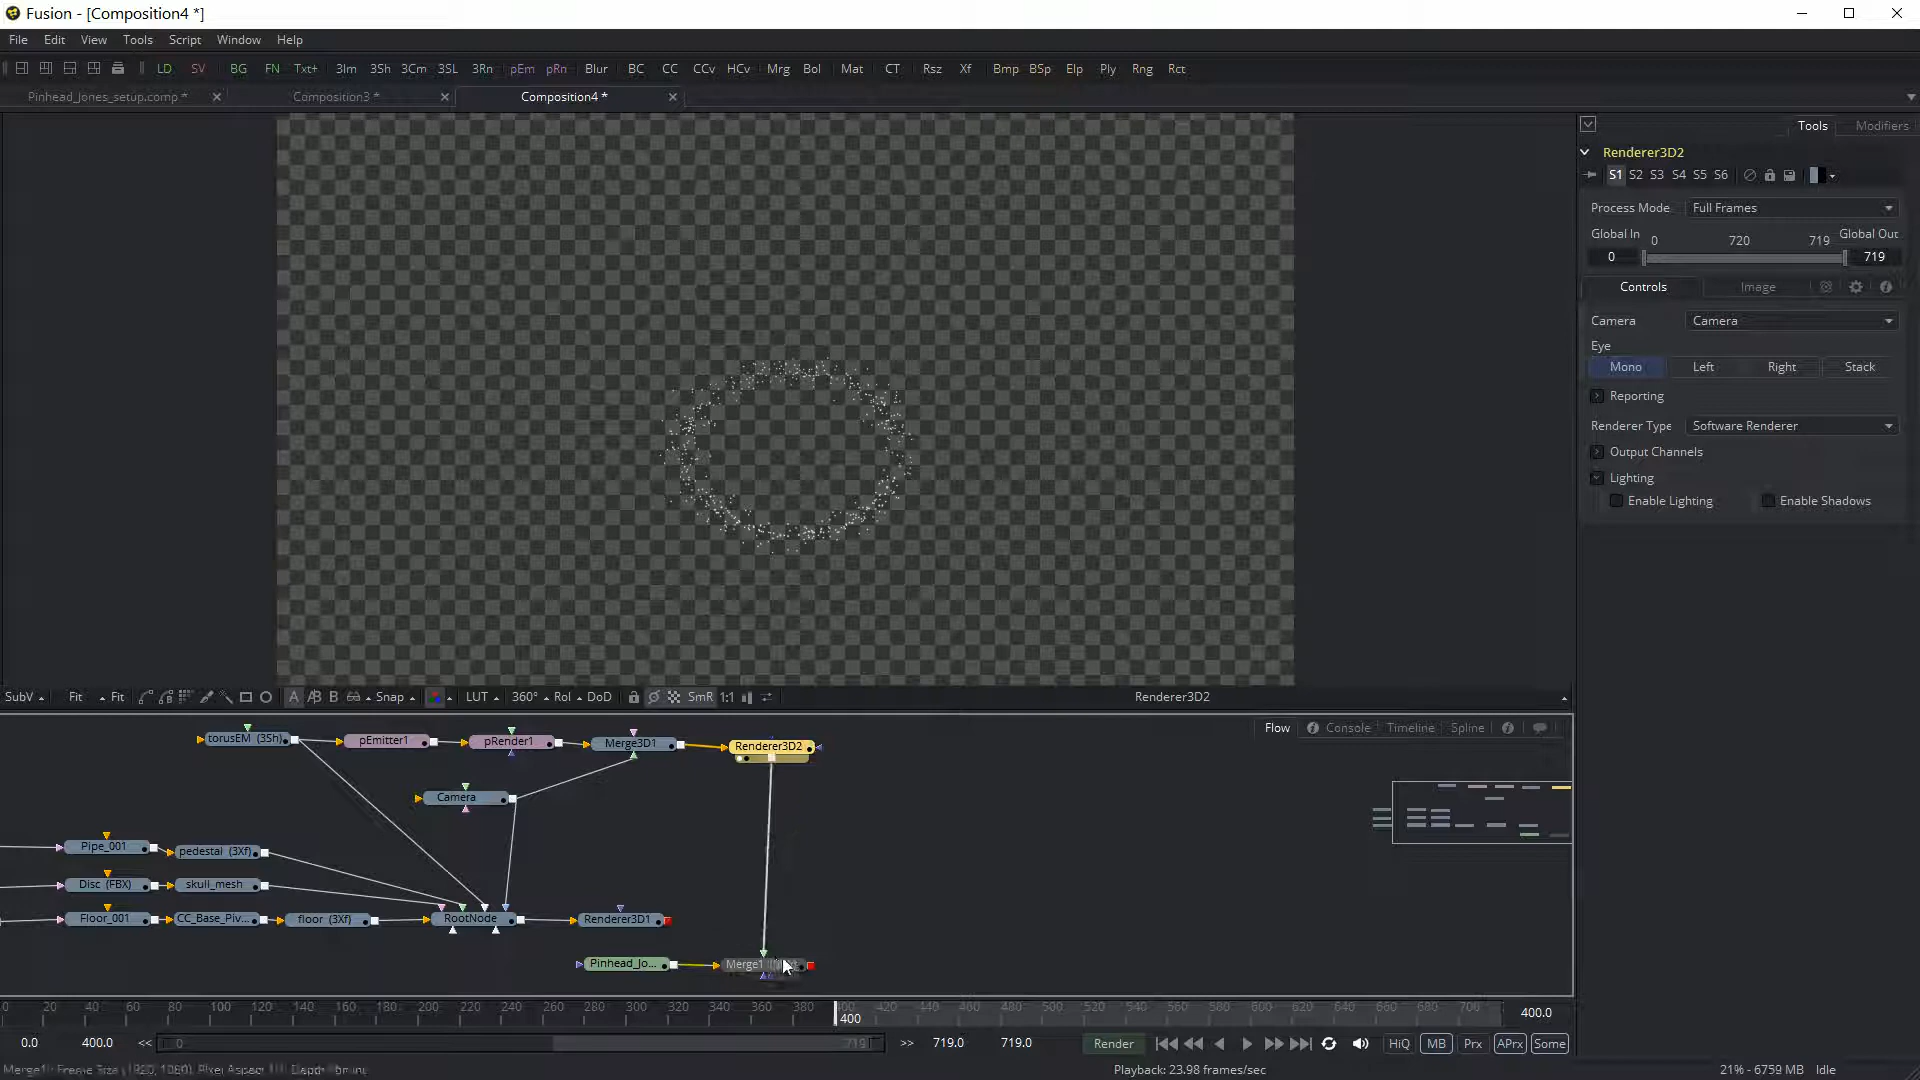 Fusion - [Composition4 *]
File Edit View Tools Script Window Help
LD SV BG FN Txt+ 3Im 3Sh 3Cm 3SL 3Rn pEm pRn Blur BC CC CCv HCv Mrg Bol Mat CT Rsz Xf Bmp BSp Elp Ply Rng Rct
Pinhead_Jones_setup.comp * Composition3 * Composition4 *
Tools Modifiers
Renderer3D2
S1 S2 S3 S4 S5 S6
Process Mode Full Frames
Global In 0 720 719 Global Out
0 719
Controls Image
Camera Camera
Eye
Mono Left Right Stack
Reporting
Renderer Type Software Renderer
Output Channels
Lighting
Enable Lighting Enable Shadows
SubV Fit Fit A B Snap LUT 360° Rol DoD SmR 1:1 Renderer3D2
Flow Console Timeline Spline
torusEM (3Sh) pEmitter1 pRender1 Merge3D1 Renderer3D2
Camera
Pipe_001 pedestal (3Xf)
Disc (FBX) skull_mesh
Floor_001 CC_Base_Piv... floor (3Xf) RootNode Renderer3D1
Pinhead_Jo... Merge1
0 20 40 60 80 100 120 140 160 180 200 220 240 260 280 300 320 340 360 380 400 420 440 460 480 500 520 540 560 580 600 620 640 660 680 700
400 400.0
0.0 400.0 << 0 719 >> 719.0 719.0 Render HiQ MB Prx APrx Some
Playback: 23.98 frames/sec 21% - 6759 MB Idle